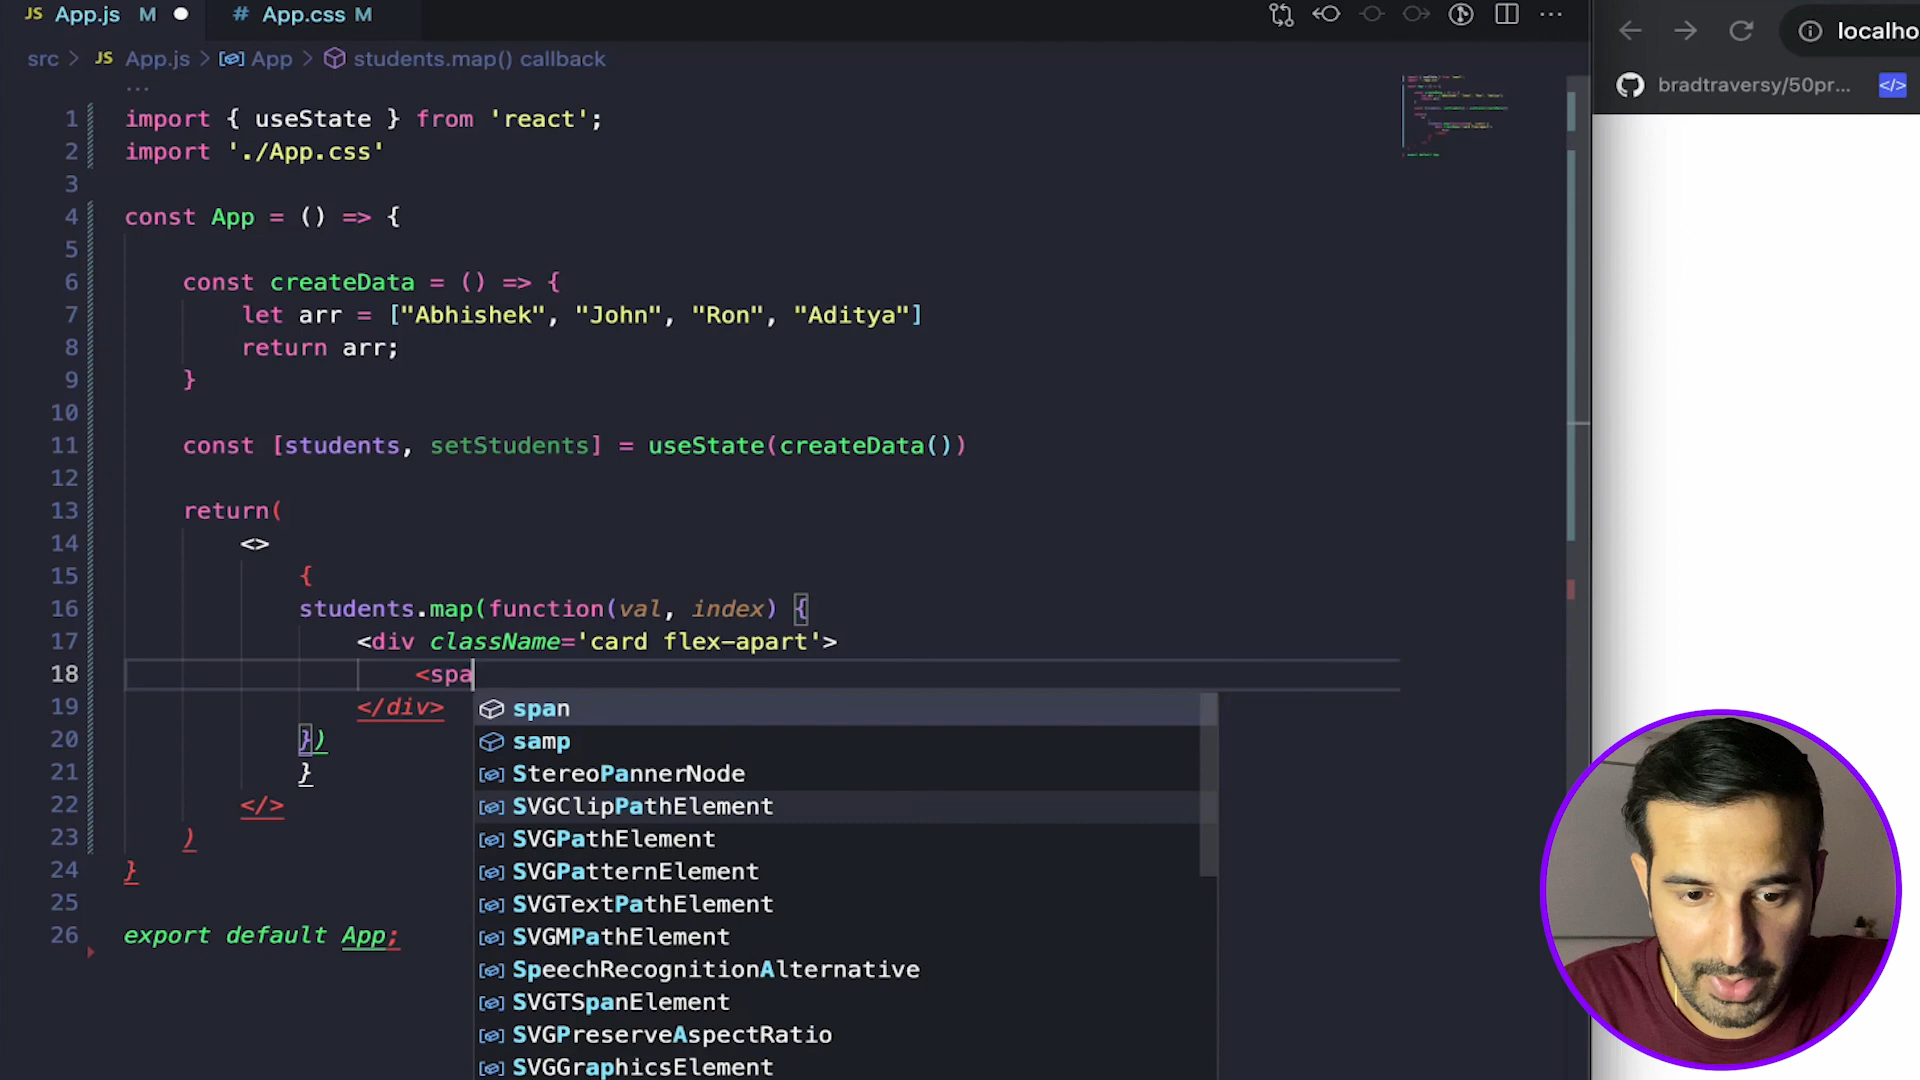 JS App.js M
# App.css M
src > JS App.js > App > students.map() callback
...
1 import { useState } from 'react';
2 import './App.css'
3
4 const App = () => {
5
6 const createData = () => {
7 let arr = ["Abhishek", "John", "Ron", "Aditya"]
8 return arr;
9 }
10
11 const [students, setStudents] = useState(createData())
12
13 return(
14 <>
15 {
16 students.map(function(val, index) {
17 <div className='card flex-apart'>
18 <spa
19 </div>
20 })
21 }
22 </>
23 )
24 }
25
26 export default App;
span
samp
StereoPannerNode
SVGClipPathElement
SVGPathElement
SVGPatternElement
SVGTextPathElement
SVGMPathElement
SpeechRecognitionAlternative
SVGTSpanElement
SVGPreserveAspectRatio
SVGGraphicsElement
localho
bradtraversy/50pr... </>